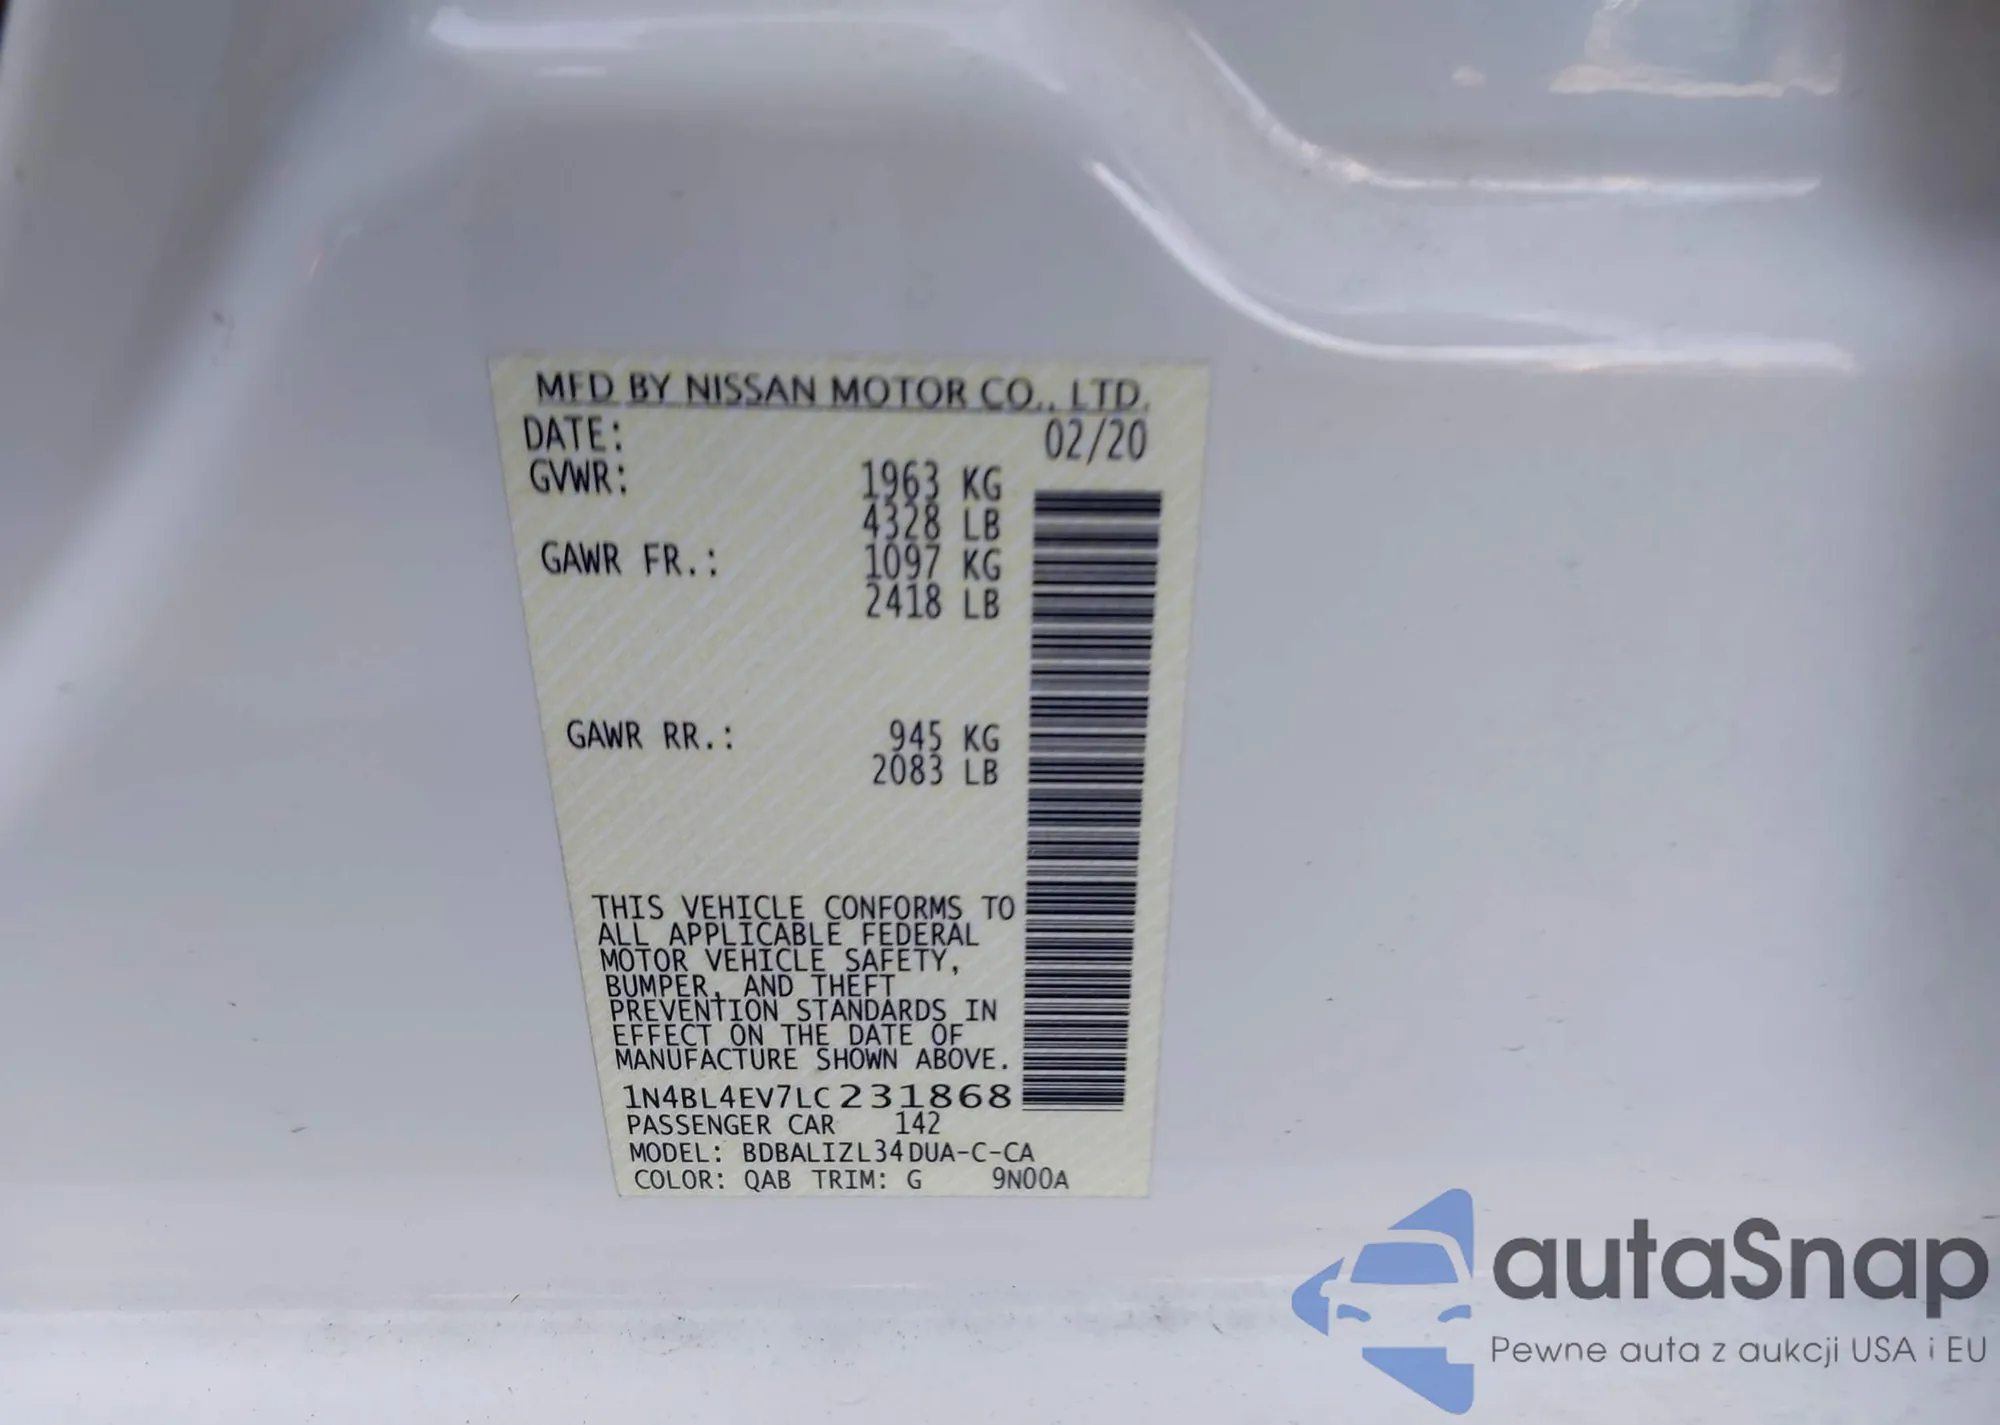 MFD BY NISSAN MOTOR CO., LTD.
DATE: 02/20
GVWR: 1963 KG
4328 LB
GAWR FR.: 1097 KG
2418 LB
GAWR RR.: 945 KG
2083 LB
THIS VEHICLE CONFORMS TO
ALL APPLICABLE FEDERAL
MOTOR VEHICLE SAFETY,
BUMPER, AND THEFT
PREVENTION STANDARDS IN
EFFECT ON THE DATE OF
MANUFACTURE SHOWN ABOVE.
1N4BL4EV7LC231868
PASSENGER CAR 142
MODEL: BDBALIZL34DUA-C-CA
COLOR: QAB TRIM: G 9N00A
autaSnap
Pewne auta z aukcji USA i EU